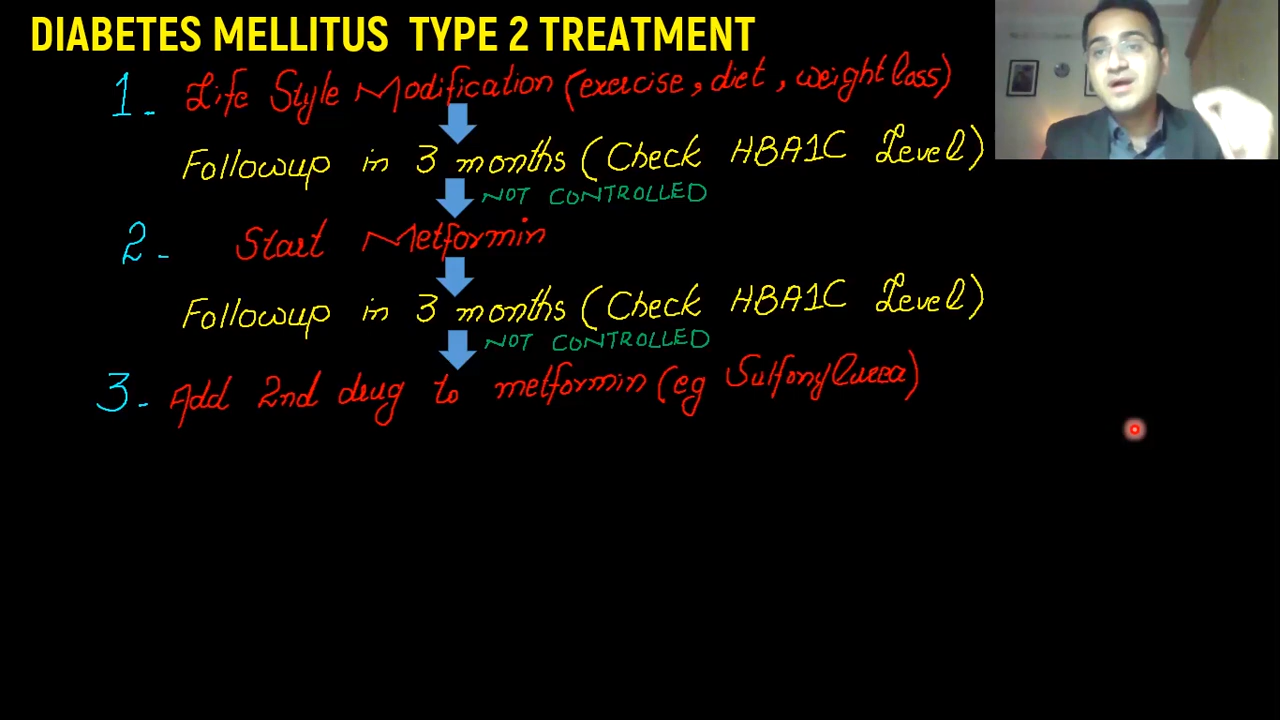 DIABETES MELLITUS TYPE 2 TREATMENT
1- Life Style Modification (exercise, diet, weight loss)
Followup in 3 months (Check HBA1C Level)
NOT CONTROLLED
2- Start Metformin
Followup in 3 months (Check HBA1C Level)
NOT CONTROLLED
3- Add 2nd drug to metformin (eg Sulfonylurea)